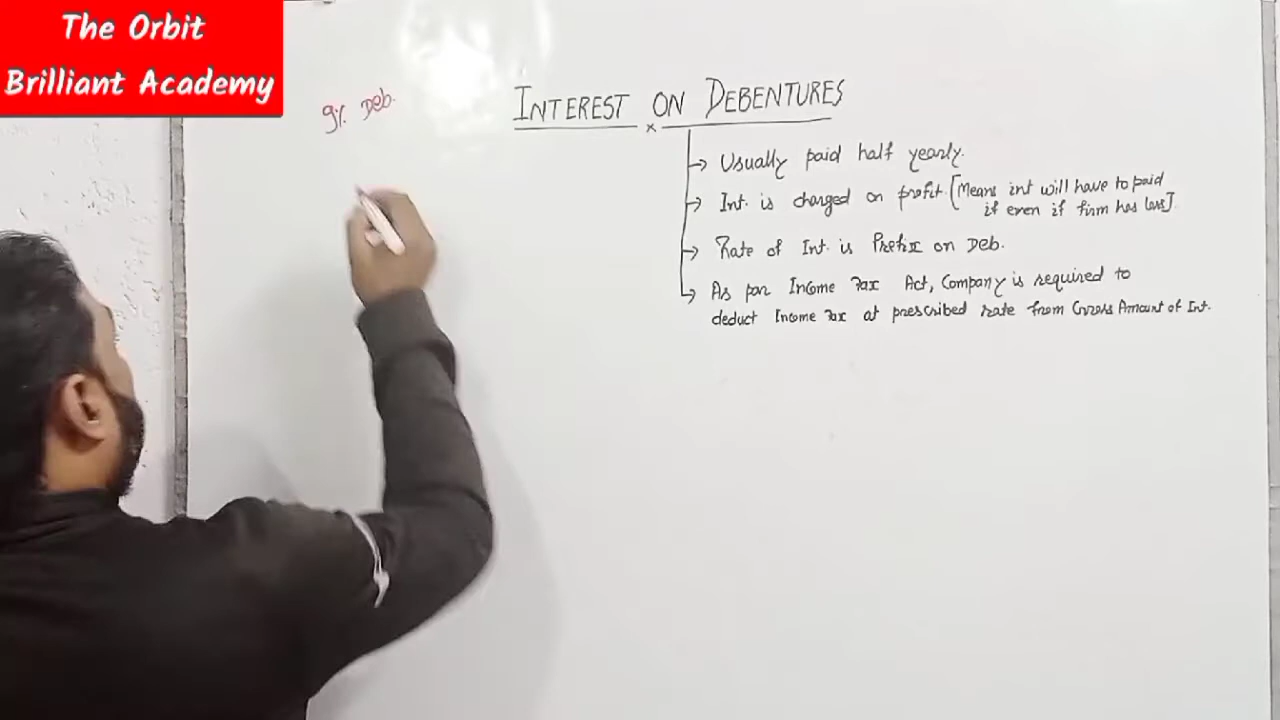 The Orbit
Brilliant Academy
9% Deb.
INTEREST ON DEBENTURES
x
→ Usually paid half yearly.
→ Int. is charged on profit. [Means int will have to paid
if even if firm has loss].
→ Rate of Int. is Prefix on Deb.
→ As par Income Tax Act, Company is required to
deduct Income Tax at prescribed rate from Gross Amount of Int.